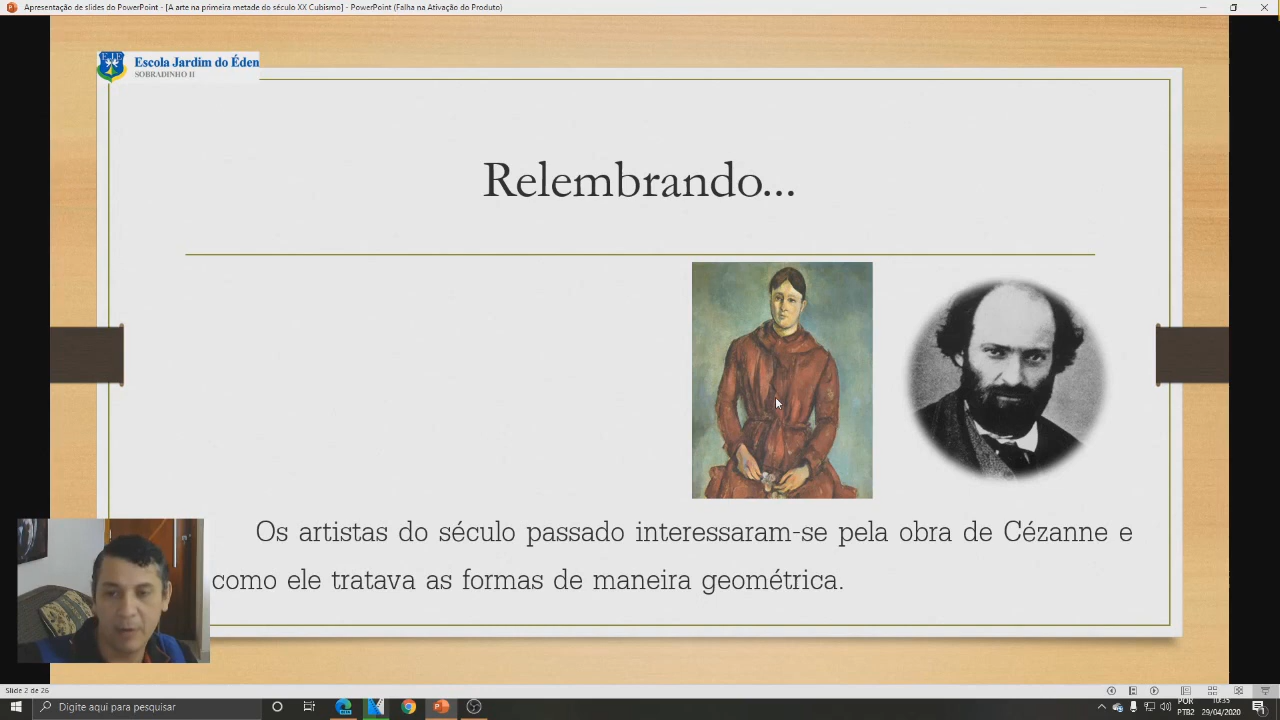 Apresentação de slides do PowerPoint - [A arte na primeira metade do século XX Cubismo] - PowerPoint (Falha na Ativação do Produto)
Escola Jardim do Éden
SOBRADINHO II
Relembrando...
Os artistas do século passado interessaram-se pela obra de Cézanne e
como ele tratava as formas de maneira geométrica.
Slide 2 de 26
Digite aqui para pesquisar
POR 10:35
PTB2 29/04/2020